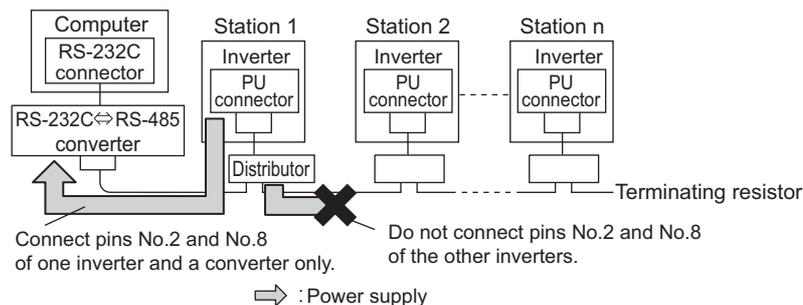 Computer
RS-232C
connector
RS-232C⇔RS-485
converter
Station 1
Inverter
PU
connector
Distributor
Station 2
Inverter
PU
connector
Station n
Inverter
PU
connector
Terminating resistor
Connect pins No.2 and No.8
of one inverter and a converter only.
Do not connect pins No.2 and No.8
of the other inverters.
: Power supply